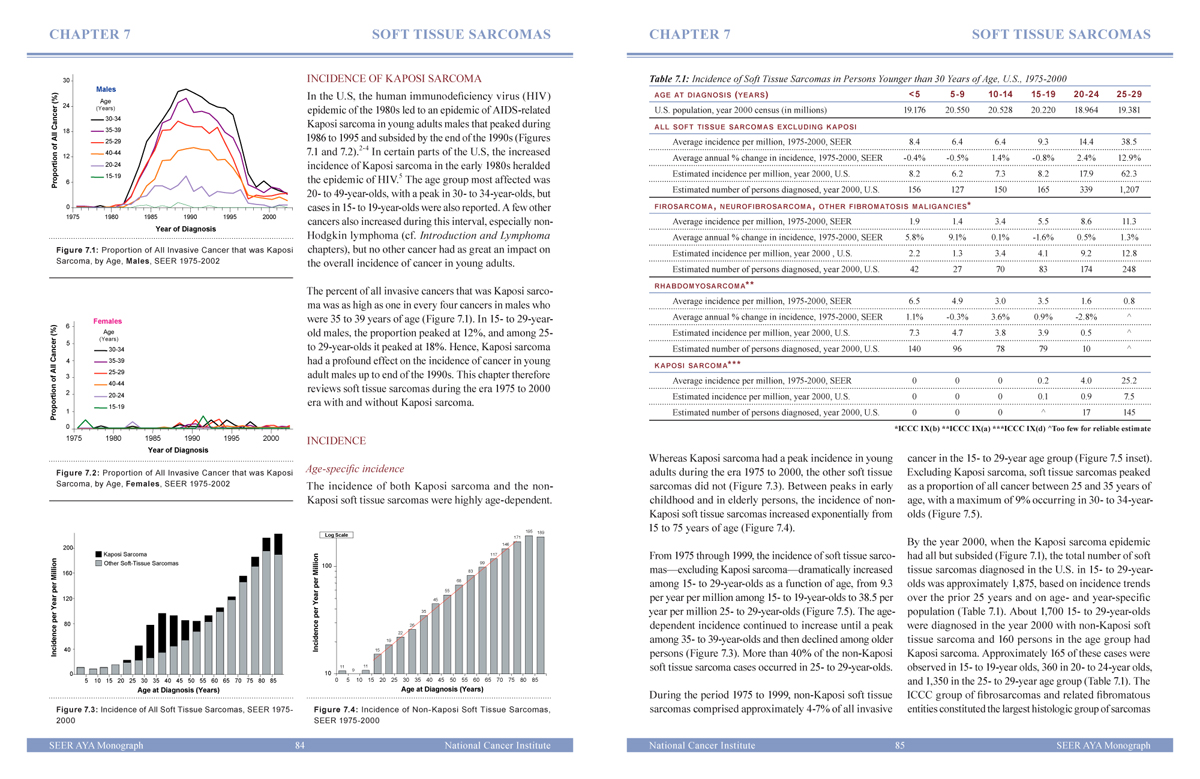 CHAPTER 7
SOFT TISSUE SARCOMAS
30
24
18
12
6
0
Proportion of All Cancer (%)
Males
Age
(Years)
30-34
35-39
25-29
40-44
20-24
15-19
1975 1980 1985 1990 1995 2000
Year of Diagnosis
Figure 7.1: Proportion of All Invasive Cancer that was Kaposi
Sarcoma, by Age, Males, SEER 1975-2002
6
5
4
3
2
1
0
Proportion of All Cancer (%)
Females
Age
(Years)
30-34
35-39
25-29
40-44
20-24
15-19
1975 1980 1985 1990 1995 2000
Year of Diagnosis
Figure 7.2: Proportion of All Invasive Cancer that was Kaposi
Sarcoma, by Age, Females, SEER 1975-2002
INCIDENCE OF KAPOSI SARCOMA
In the U.S, the human immunodeficiency virus (HIV)
epidemic of the 1980s led to an epidemic of AIDS-related
Kaposi sarcoma in young adults males that peaked during
1986 to 1995 and subsided by the end of the 1990s (Figures
7.1 and 7.2).2-4 In certain parts of the U.S, the increased
incidence of Kaposi sarcoma in the early 1980s heralded
the epidemic of HIV.5 The age group most affected was
20- to 49-year-olds, with a peak in 30- to 34-year-olds, but
cases in 15- to 19-year-olds were also reported. A few other
cancers also increased during this interval, especially non-
Hodgkin lymphoma (cf. Introduction and Lymphoma
chapters), but no other cancer had as great an impact on
the overall incidence of cancer in young adults.
The percent of all invasive cancers that was Kaposi sarco-
ma was as high as one in every four cancers in males who
were 35 to 39 years of age (Figure 7.1). In 15- to 29-year-
old males, the proportion peaked at 12%, and among 25-
to 29-year-olds it peaked at 18%. Hence, Kaposi sarcoma
had a profound effect on the incidence of cancer in young
adult males up to end of the 1990s. This chapter therefore
reviews soft tissue sarcomas during the era 1975 to 2000
era with and without Kaposi sarcoma.
INCIDENCE
Age-specific incidence
The incidence of both Kaposi sarcoma and the non-
Kaposi soft tissue sarcomas were highly age-dependent.
200
160
120
80
40
0
Incidence per Year per Million
Kaposi Sarcoma
Other Soft-Tissue Sarcomas
5 10 15 20 25 30 35 40 45 50 55 60 65 70 75 80 85
Age at Diagnosis (Years)
Figure 7.3: Incidence of All Soft Tissue Sarcomas, SEER 1975-
2000
Log Scale
100
10
Incidence per Year per Million
0 5 10 15 20 25 30 35 40 45 50 55 60 65 70 75 80 85
Age at Diagnosis (Years)
Figure 7.4: Incidence of Non-Kaposi Soft Tissue Sarcomas,
SEER 1975-2000
SEER AYA Monograph
84
National Cancer Institute
CHAPTER 7
SOFT TISSUE SARCOMAS
Table 7.1: Incidence of Soft Tissue Sarcomas in Persons Younger than 30 Years of Age, U.S., 1975-2000
AGE AT DIAGNOSIS (YEARS) <5 5-9 10-14 15-19 20-24 25-29
U.S. population, year 2000 census (in millions) 19.176 20.550 20.528 20.220 18.964 19.381
ALL SOFT TISSUE SARCOMAS EXCLUDING KAPOSI
Average incidence per million, 1975-2000, SEER 8.4 6.4 6.4 9.3 14.4 38.5
Average annual % change in incidence, 1975-2000, SEER -0.4% -0.5% 1.4% -0.8% 2.4% 12.9%
Estimated incidence per million, year 2000, U.S. 8.2 6.2 7.3 8.2 17.9 62.3
Estimated number of persons diagnosed, year 2000, U.S. 156 127 150 165 339 1,207
FIROSARCOMA, NEUROFIBROSARCOMA, OTHER FIBROMATOSIS MALIGANCIES*
Average incidence per million, 1975-2000, SEER 1.9 1.4 3.4 5.5 8.6 11.3
Average annual % change in incidence, 1975-2000, SEER 5.8% 9.1% 0.1% -1.6% 0.5% 1.3%
Estimated incidence per million, year 2000 , U.S. 2.2 1.3 3.4 4.1 9.2 12.8
Estimated number of persons diagnosed, year 2000, U.S. 42 27 70 83 174 248
RHABDOMYOSARCOMA**
Average incidence per million, 1975-2000, SEER 6.5 4.9 3.0 3.5 1.6 0.8
Average annual % change in incidence, 1975-2000, SEER 1.1% -0.3% 3.6% 0.9% -2.8% ^
Estimated incidence per million, year 2000, U.S. 7.3 4.7 3.8 3.9 0.5 ^
Estimated number of persons diagnosed, year 2000, U.S. 140 96 78 79 10 ^
KAPOSI SARCOMA***
Average incidence per million, 1975-2000, SEER 0 0 0 0.2 4.0 25.2
Estimated incidence per million, year 2000, U.S. 0 0 0 0.1 0.9 7.5
Estimated number of persons diagnosed, year 2000, U.S. 0 0 0 ^ 17 145
*ICCC IX(b) **ICCC IX(a) ***ICCC IX(d) ^Too few for reliable estimate
Whereas Kaposi sarcoma had a peak incidence in young
adults during the era 1975 to 2000, the other soft tissue
sarcomas did not (Figure 7.3). Between peaks in early
childhood and in elderly persons, the incidence of non-
Kaposi soft tissue sarcomas increased exponentially from
15 to 75 years of age (Figure 7.4).
From 1975 through 1999, the incidence of soft tissue sarco-
mas—excluding Kaposi sarcoma—dramatically increased
among 15- to 29-year-olds as a function of age, from 9.3
per year per million among 15- to 19-year-olds to 38.5 per
year per million 25- to 29-year-olds (Figure 7.5). The age-
dependent incidence continued to increase until a peak
among 35- to 39-year-olds and then declined among older
persons (Figure 7.3). More than 40% of the non-Kaposi
soft tissue sarcoma cases occurred in 25- to 29-year-olds.
During the period 1975 to 1999, non-Kaposi soft tissue
sarcomas comprised approximately 4-7% of all invasive
cancer in the 15- to 29-year age group (Figure 7.5 inset).
Excluding Kaposi sarcoma, soft tissue sarcomas peaked
as a proportion of all cancer between 25 and 35 years of
age, with a maximum of 9% occurring in 30- to 34-year-
olds (Figure 7.5).
By the year 2000, when the Kaposi sarcoma epidemic
had all but subsided (Figure 7.1), the total number of soft
tissue sarcomas diagnosed in the U.S. in 15- to 29-year-
olds was approximately 1,875, based on incidence trends
over the prior 25 years and on age- and year-specific
population (Table 7.1). About 1,700 15- to 29-year-olds
were diagnosed in the year 2000 with non-Kaposi soft
tissue sarcoma and 160 persons in the age group had
Kaposi sarcoma. Approximately 165 of these cases were
observed in 15- to 19-year olds, 360 in 20- to 24-year olds,
and 1,350 in the 25- to 29-year age group (Table 7.1). The
ICCC group of fibrosarcomas and related fibromatous
entities constituted the largest histologic group of sarcomas
National Cancer Institute
85
SEER AYA Monograph